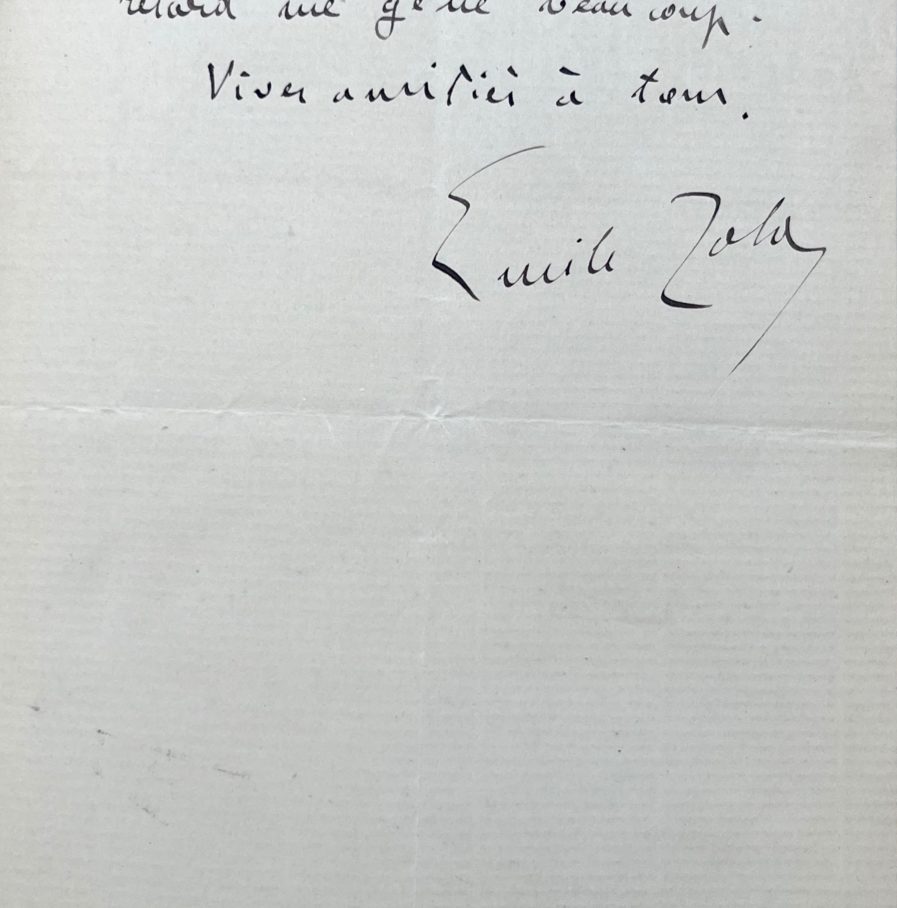 retard me gêne beaucoup.
Vives amitiés à tous.
Emile Zola